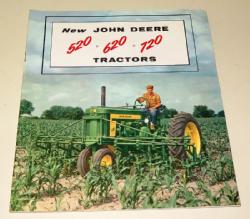 New JOHN DEERE
520 • 620 • 720
TRACTORS